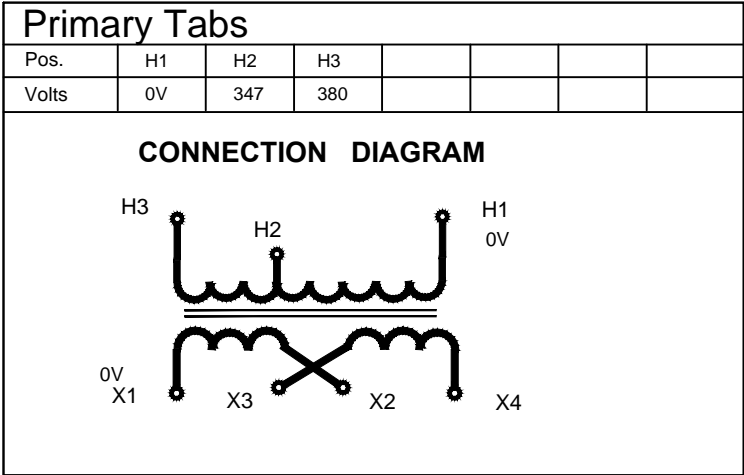 Primary Tabs
Pos. H1 H2 H3
Volts 0V 347 380
CONNECTION DIAGRAM
H3 H2 H1
0V
0V
X1 X3 X2 X4